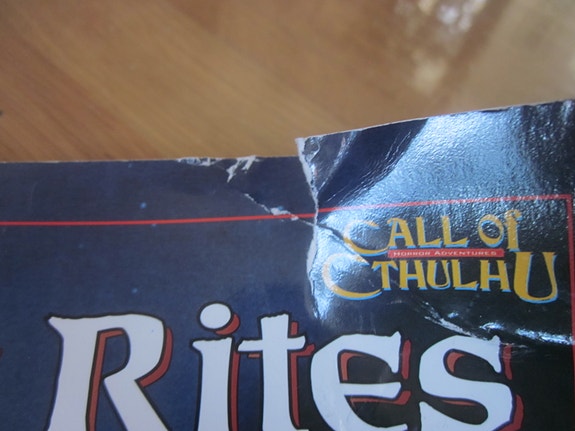 CALL OF
HORROR ADVENTURES
CTHULHU
Rites